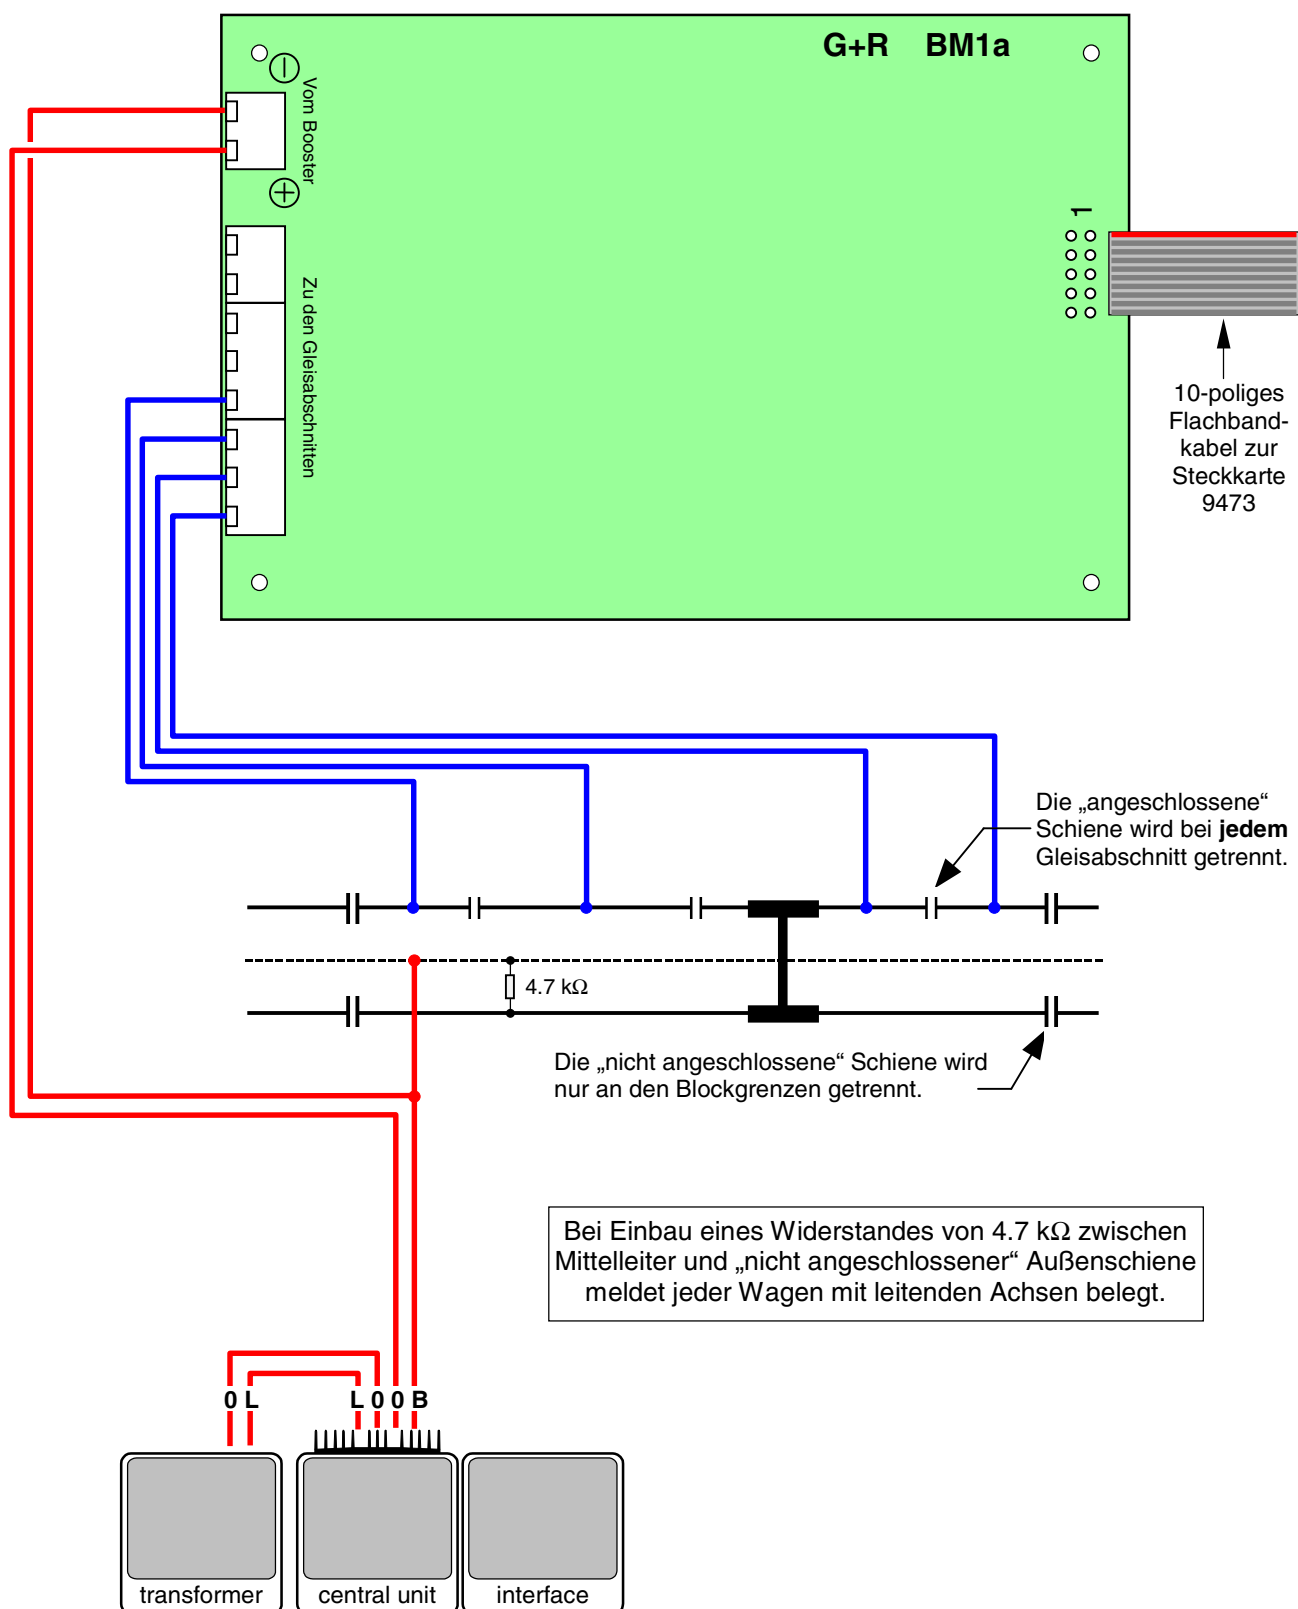 G+R BM1a
Vom Booster
Zu den Gleisabschnitten
1
10-poliges
Flachband-
kabel zur
Steckkarte
9473
Die „angeschlossene“
Schiene wird bei jedem
Gleisabschnitt getrennt.
4.7 kΩ
Die „nicht angeschlossene“ Schiene wird
nur an den Blockgrenzen getrennt.
Bei Einbau eines Widerstandes von 4.7 kΩ zwischen
Mittelleiter und „nicht angeschlossener“ Außenschiene
meldet jeder Wagen mit leitenden Achsen belegt.
0 L L 0 0 B
transformer central unit interface